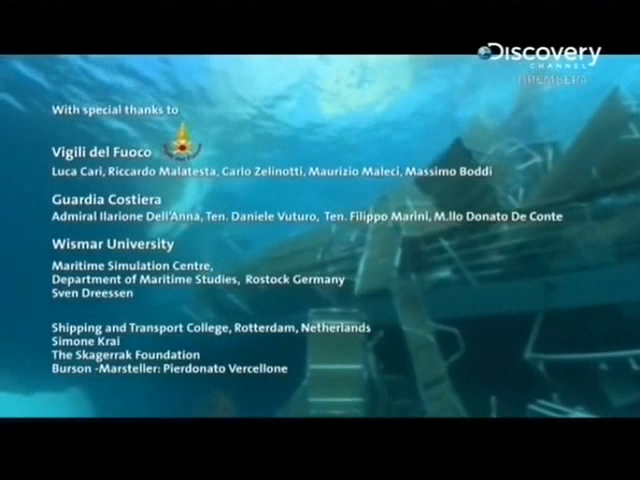 Discovery
CHANNEL
ПРЕМЬЕРА
With special thanks to
Vigili del Fuoco
Luca Cari, Riccardo Malatesta, Carlo Zelinotti, Maurizio Maleci, Massimo Boddi
Guardia Costiera
Admiral Ilarione Dell'Anna, Ten. Daniele Vuturo, Ten. Filippo Marini, M.llo Donato De Conte
Wismar University
Maritime Simulation Centre,
Department of Maritime Studies, Rostock Germany
Sven Dreessen
Shipping and Transport College, Rotterdam, Netherlands
Simone Krai
The Skagerrak Foundation
Burson -Marsteller: Pierdonato Vercellone